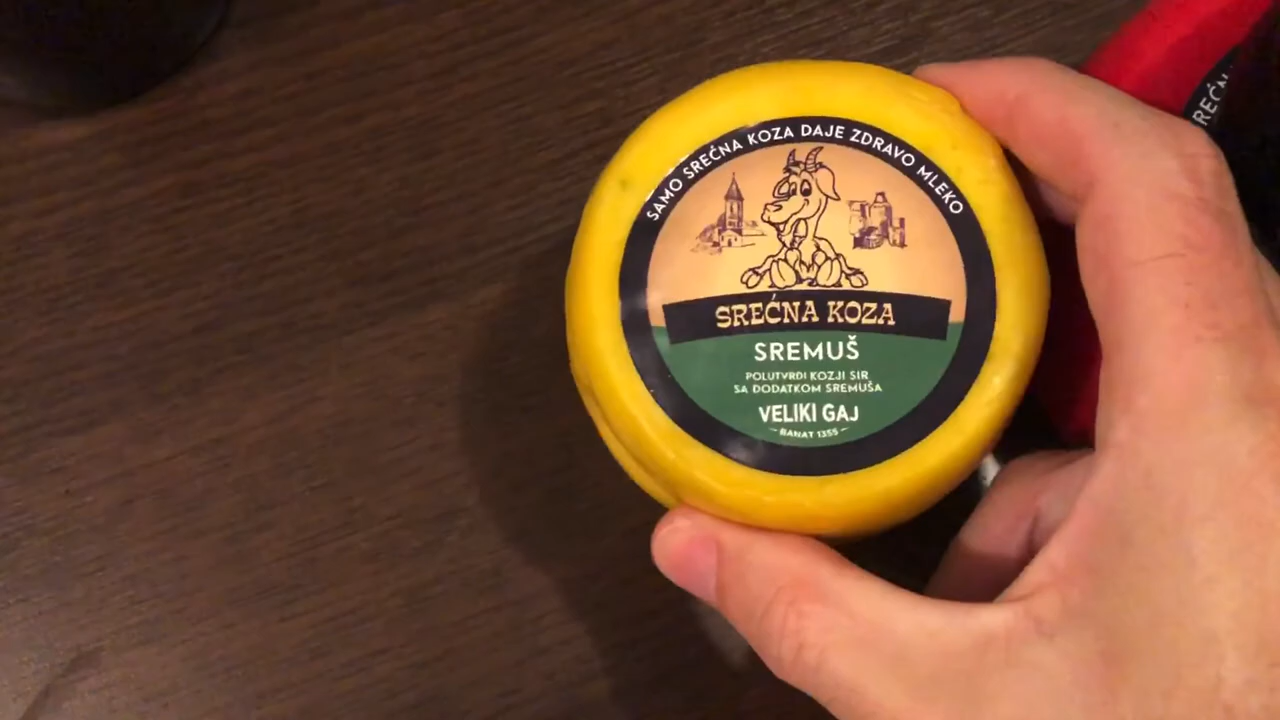 SAMO SREĆNA KOZA DAJE ZDRAVO MLEKO
SREĆNA KOZA
SREMUŠ
POLUTVRDI KOZJI SIR
SA DODATKOM SREMUŠA
VELIKI GAJ
BANAT 1355